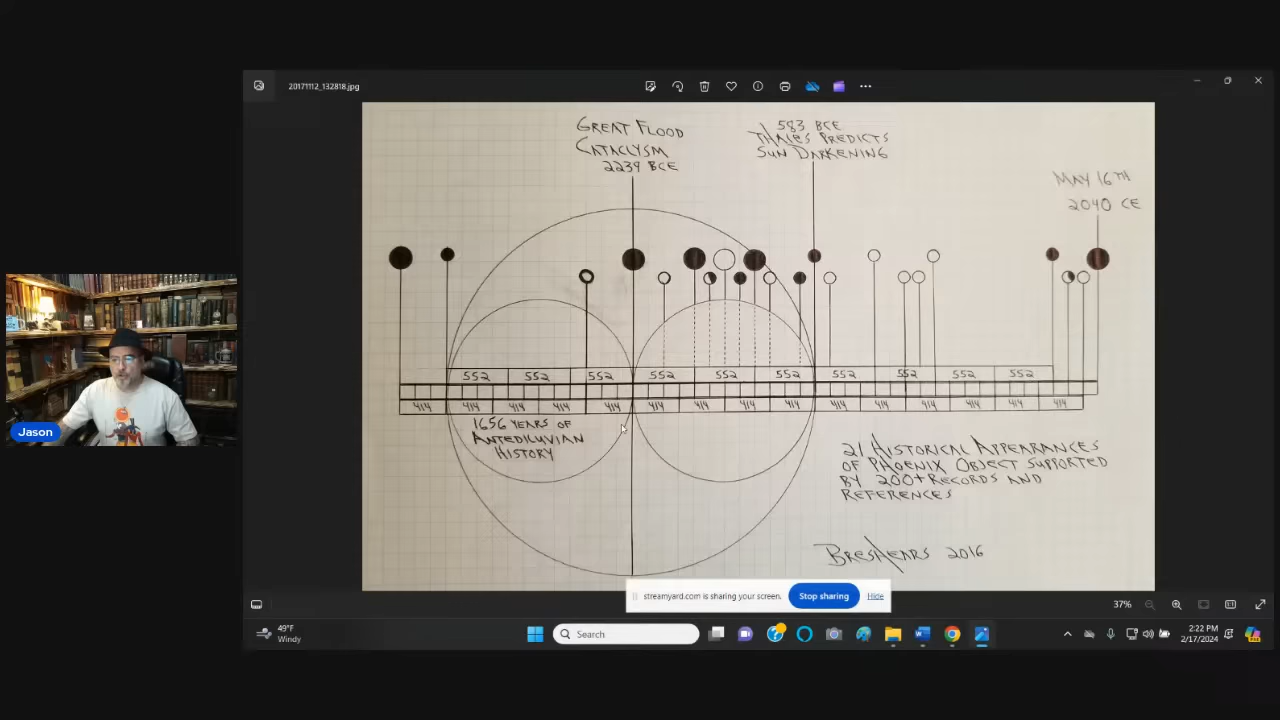 20171112_132818.jpg
GREAT FLOOD
CATACLYSM
2239 BCE
583 BCE
THALES PREDICTS
SUN DARKENING
MAY 16TH
2040 CE
552 552 552 552 552 552 552 552 552 552
414 414 414 414 414 414 414 414 414 414 414 414 414 414 414
1656 YEARS OF
ANTEDILUVIAN
HISTORY
21 HISTORICAL APPEARANCES
OF PHOENIX OBJECT SUPPORTED
BY 200+ RECORDS AND
REFERENCES
BRESHEARS 2016
Jason
streamyard.com is sharing your screen.
Stop sharing
Hide
37%
49°F
Windy
Search
2:22 PM
2/17/2024